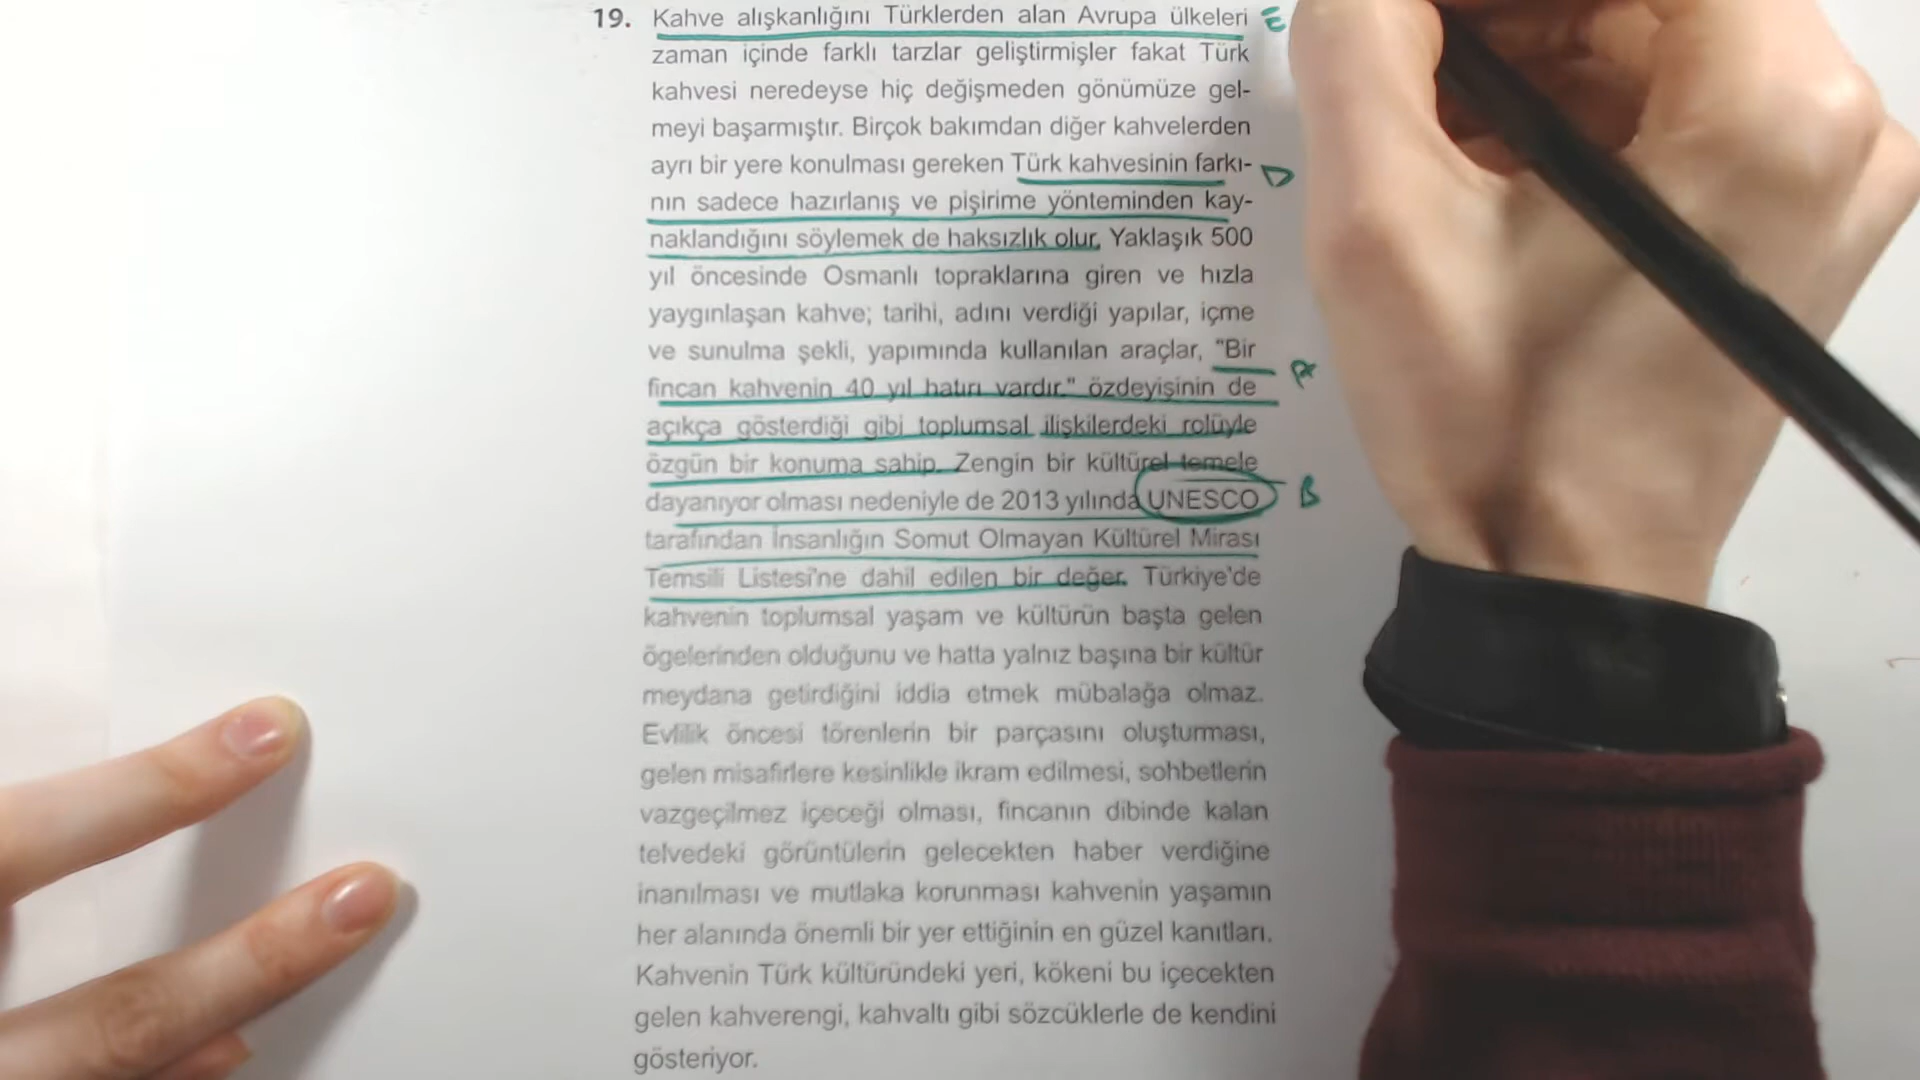 19. Kahve alışkanlığını Türklerden alan Avrupa ülkeleri E
zaman içinde farklı tarzlar geliştirmişler fakat Türk
kahvesi neredeyse hiç değişmeden gönümüze gel-
meyi başarmıştır. Birçok bakımdan diğer kahvelerden
ayrı bir yere konulması gereken Türk kahvesinin farkı- D
nın sadece hazırlanış ve pişirime yönteminden kay-
naklandığını söylemek de haksızlık olur. Yaklaşık 500
yıl öncesinde Osmanlı topraklarına giren ve hızla
yaygınlaşan kahve; tarihi, adını verdiği yapılar, içme
ve sunulma şekli, yapımında kullanılan araçlar, "Bir
fincan kahvenin 40 yıl hatırı vardır." özdeyişinin de A
açıkça gösterdiği gibi toplumsal ilişkilerdeki rolüyle
özgün bir konuma sahip. Zengin bir kültürel temele
dayanıyor olması nedeniyle de 2013 yılında UNESCO B
tarafından İnsanlığın Somut Olmayan Kültürel Mirası
Temsili Listesi'ne dahil edilen bir değer. Türkiye'de
kahvenin toplumsal yaşam ve kültürün başta gelen
ögelerinden olduğunu ve hatta yalnız başına bir kültür
meydana getirdiğini iddia etmek mübalağa olmaz.
Evlilik öncesi törenlerin bir parçasını oluşturması,
gelen misafirlere kesinlikle ikram edilmesi, sohbetlerin
vazgeçilmez içeceği olması, fincanın dibinde kalan
telvedeki görüntülerin gelecekten haber verdiğine
inanılması ve mutlaka korunması kahvenin yaşamın
her alanında önemli bir yer ettiğinin en güzel kanıtları.
Kahvenin Türk kültüründeki yeri, kökeni bu içecekten
gelen kahverengi, kahvaltı gibi sözcüklerle de kendini
gösteriyor.